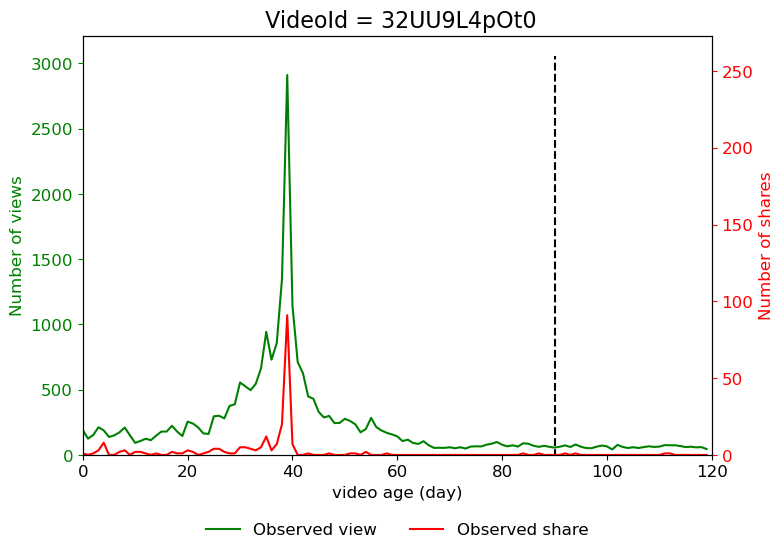 VideoId = 32UU9L4pOt0
Number of views
3000
2500
2000
1500
1000
500
0
250
200
150
100
50
0
Number of shares
0 20 40 60 80 100 120
video age (day)
Observed view Observed share